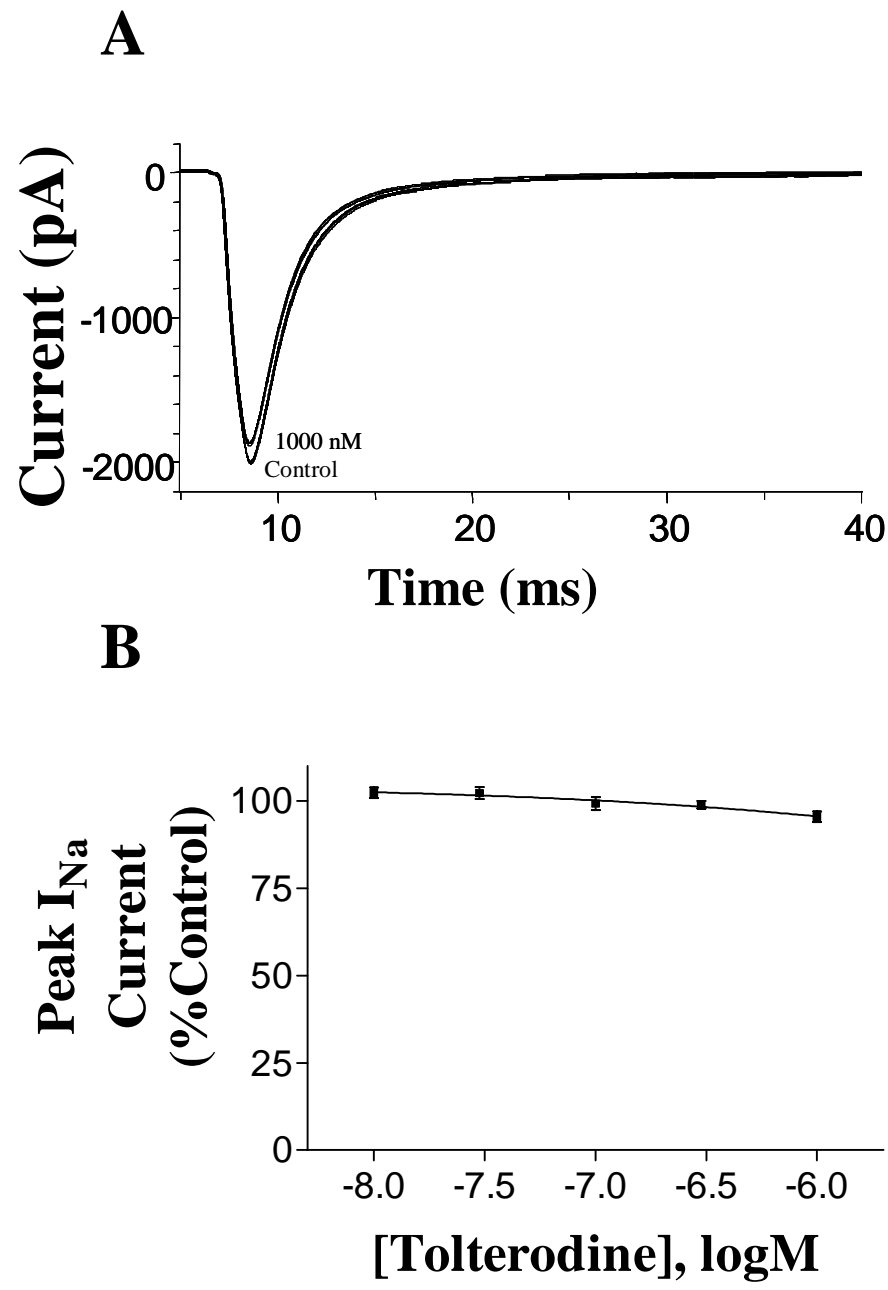 A
Current (pA)
0
-1000
-2000
1000 nM
Control
10 20 30 40
Time (ms)
B
Peak I_Na
Current
(%Control)
100
75
50
25
0
-8.0 -7.5 -7.0 -6.5 -6.0
[Tolterodine], logM